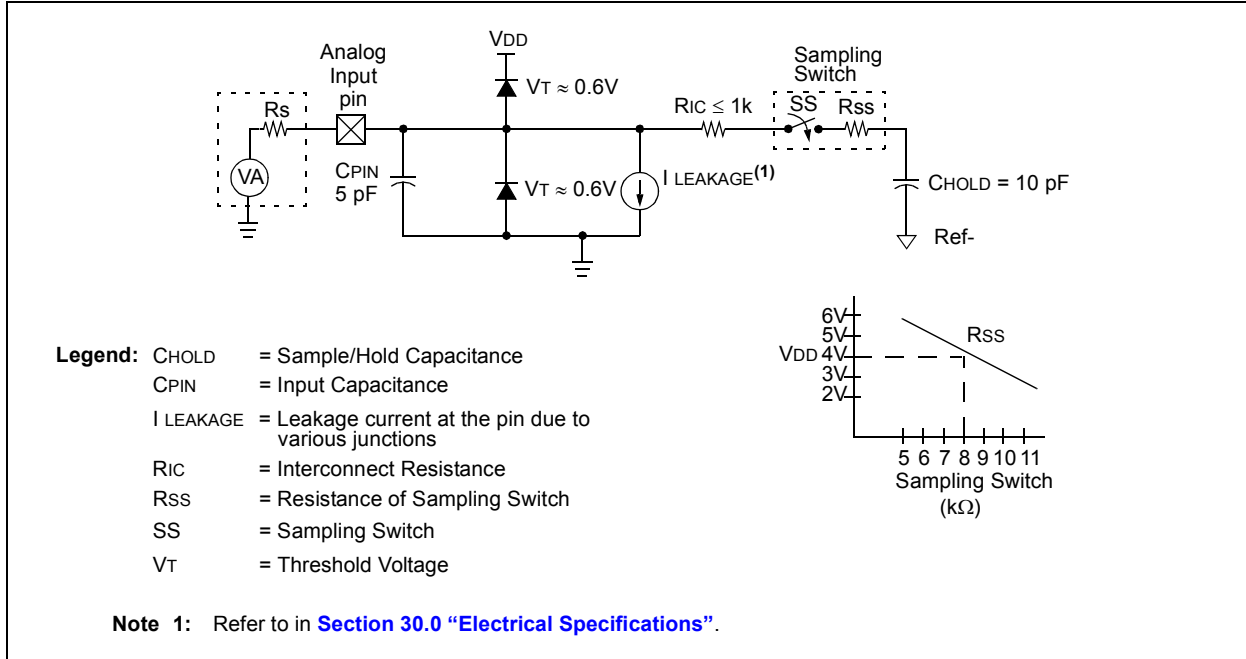 VDD
Analog
Input
pin
Sampling
Switch
VT ≈ 0.6V
Rs
RIC ≤ 1k
SS
Rss
VA
CPIN
5 pF
VT ≈ 0.6V
I LEAKAGE(1)
CHOLD = 10 pF
Ref-
6V
5V
VDD 4V
3V
2V
RSS
5 6 7 8 9 10 11
Sampling Switch
(kΩ)
Legend: CHOLD = Sample/Hold Capacitance
CPIN = Input Capacitance
I LEAKAGE = Leakage current at the pin due to
various junctions
RIC = Interconnect Resistance
RSS = Resistance of Sampling Switch
SS = Sampling Switch
VT = Threshold Voltage
Note 1: Refer to in Section 30.0 “Electrical Specifications”.